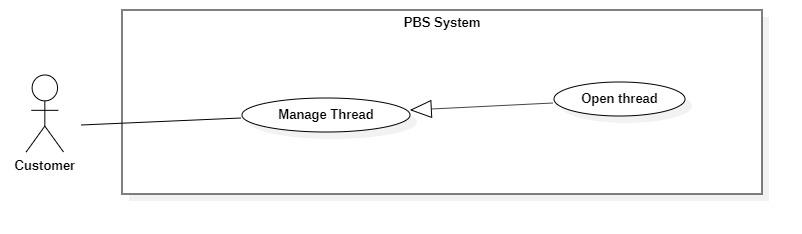 PBS System
Open thread
Manage Thread
Customer